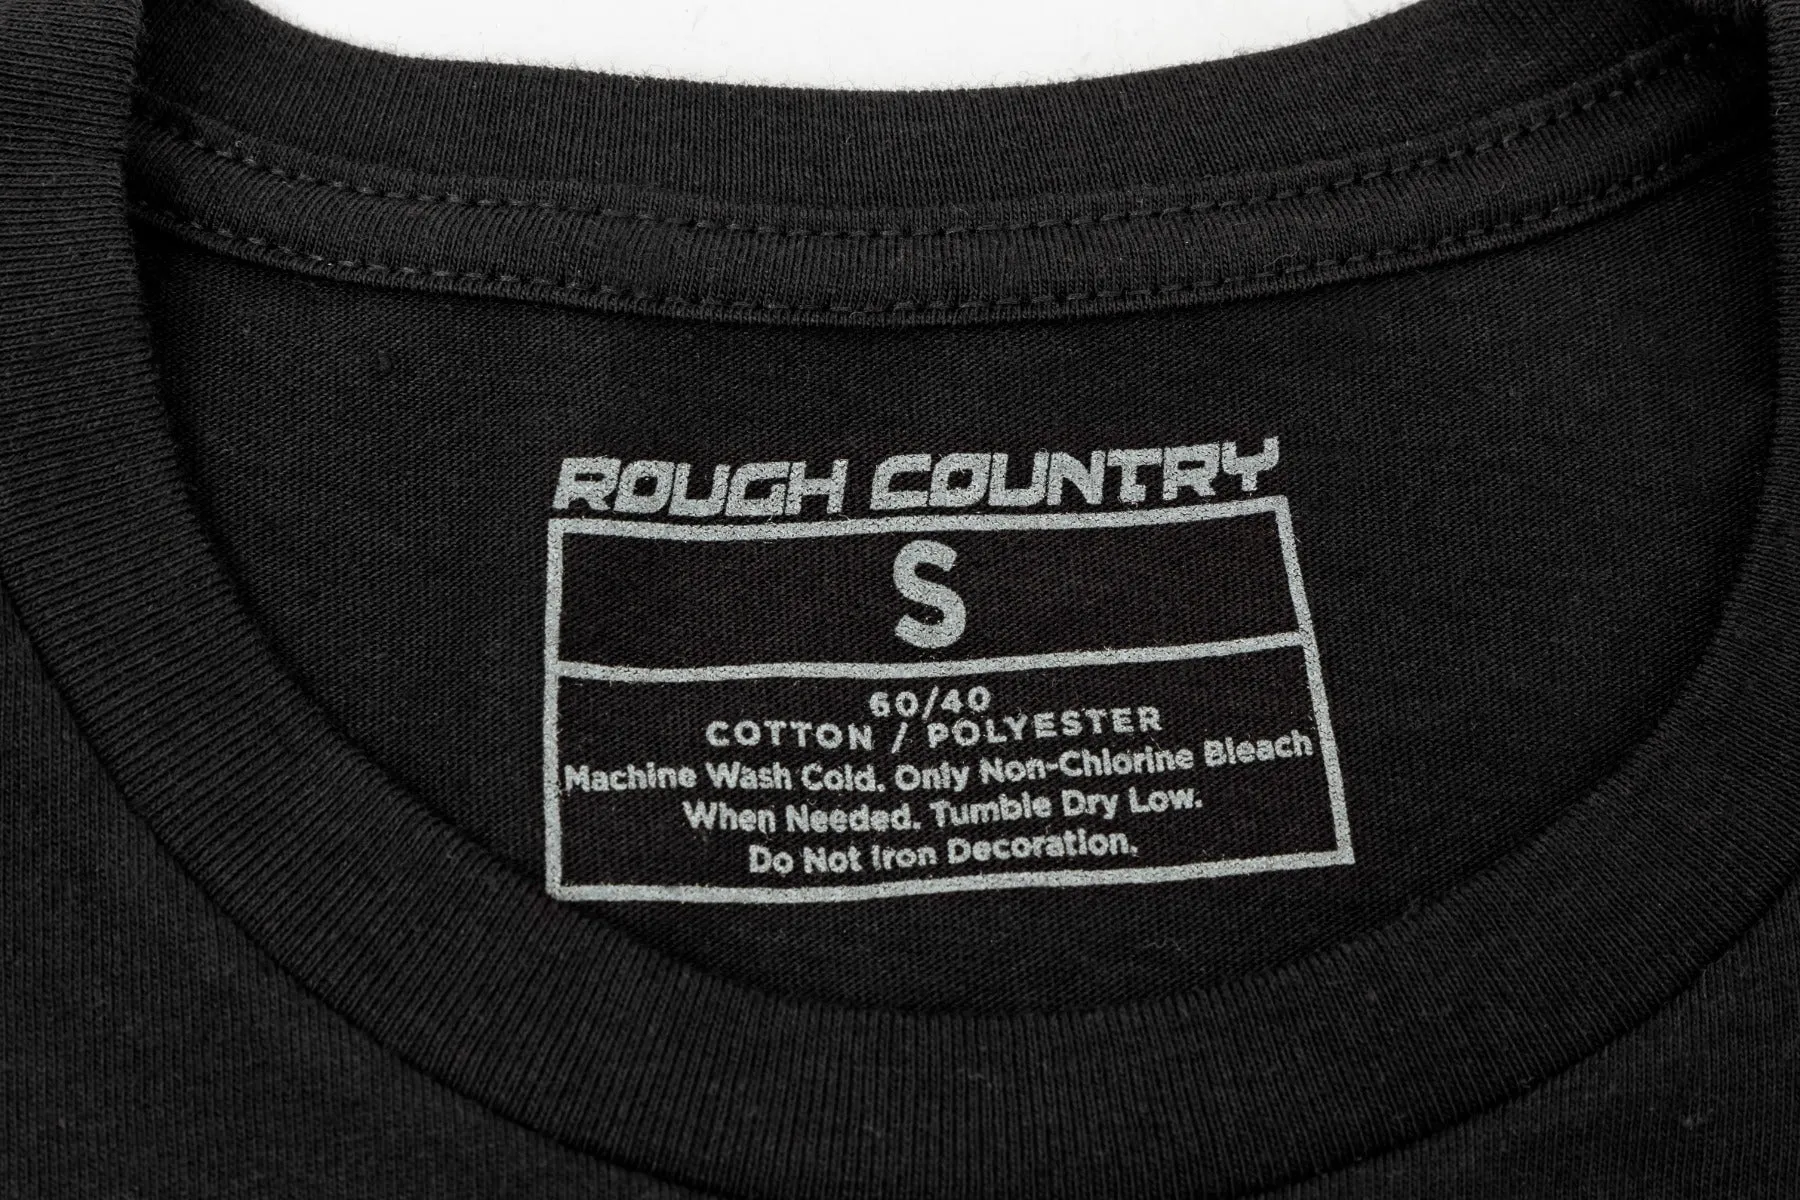 ROUGH COUNTRY
S
60/40
COTTON / POLYESTER
Machine Wash Cold. Only Non-Chlorine Bleach
When Needed. Tumble Dry Low.
Do Not Iron Decoration.